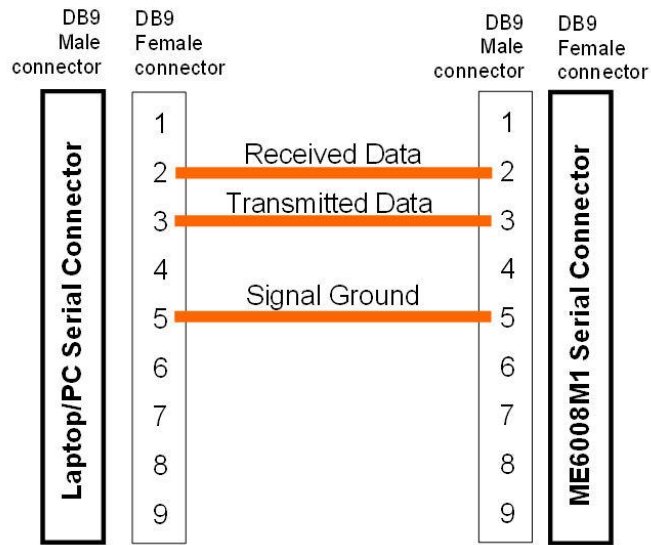 DB9
Male
connector
DB9
Female
connector
DB9
Male
connector
DB9
Female
connector
Laptop/PC Serial Connector
1
2
3
4
5
6
7
8
9
Received Data
Transmitted Data
Signal Ground
1
2
3
4
5
6
7
8
9
ME6008M1 Serial Connector